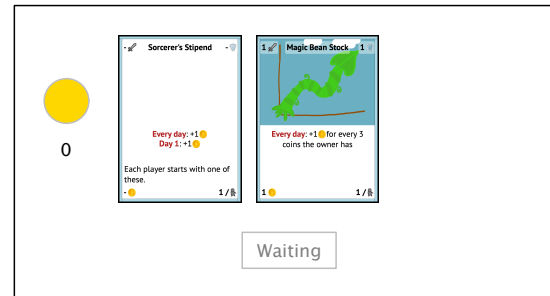 - Sorcerer's Stipend -
Every day: +1
Day 1: +1
Each player starts with one of
these.
- 1 /
1 Magic Bean Stock 1
Every day: +1 for every 3
coins the owner has
1 1 /
0
Waiting